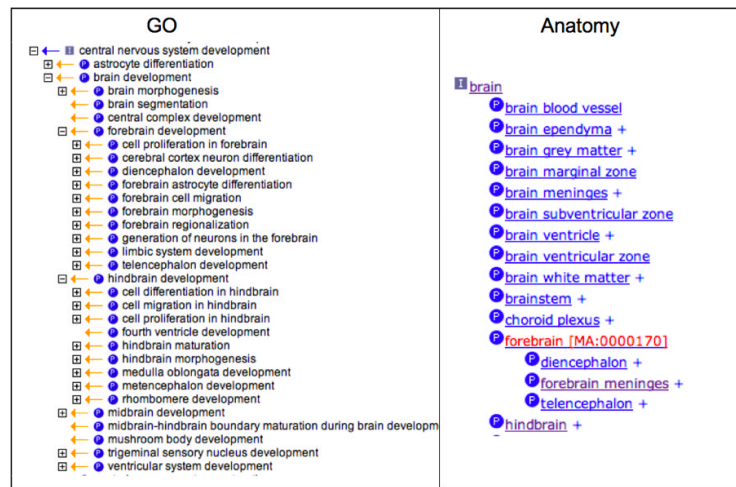 GO
central nervous system development
astrocyte differentiation
brain development
brain morphogenesis
brain segmentation
central complex development
forebrain development
cell proliferation in forebrain
cerebral cortex neuron differentiation
diencephalon development
forebrain astrocyte differentiation
forebrain cell migration
forebrain morphogenesis
forebrain regionalization
generation of neurons in the forebrain
limbic system development
telencephalon development
hindbrain development
cell differentiation in hindbrain
cell migration in hindbrain
cell proliferation in hindbrain
fourth ventricle development
hindbrain maturation
hindbrain morphogenesis
medulla oblongata development
metencephalon development
rhombomere development
midbrain development
midbrain-hindbrain boundary maturation during brain developm
mushroom body development
trigeminal sensory nucleus development
ventricular system development
Anatomy
I brain
P brain blood vessel
P brain ependyma +
P brain grey matter +
P brain marginal zone
P brain meninges +
P brain subventricular zone
P brain ventricle +
P brain ventricular zone
P brain white matter +
P brainstem +
P choroid plexus +
P forebrain [MA:0000170]
P diencephalon +
P forebrain meninges +
P telencephalon +
P hindbrain +